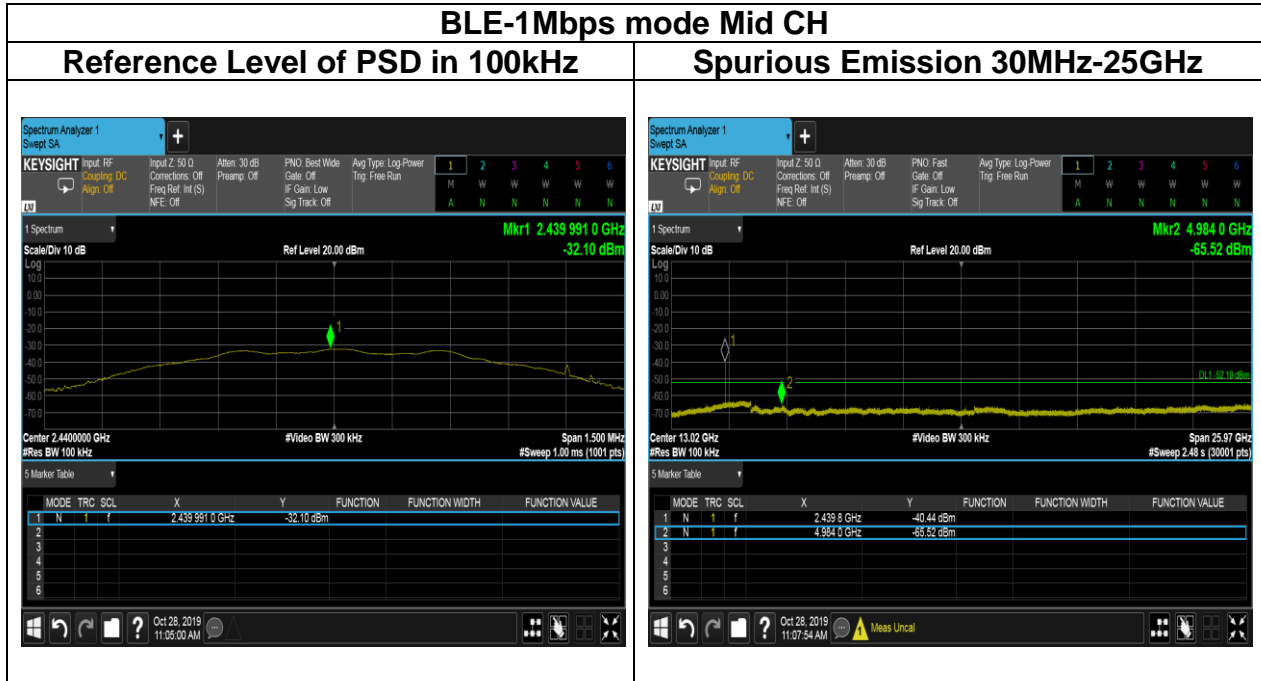 BLE-1Mbps mode Mid CH
Reference Level of PSD in 100kHz
Spurious Emission 30MHz-25GHz
Spectrum Analyzer 1
Swept SA
+
KEYSIGHT Input: RF
Coupling: DC
Align: Off
Input Z: 50 Ω
Corrections: Off
Freq Ref: Int (S)
NFE: Off
Atten: 30 dB
Preamp: Off
PNO: Best Wide
Gate: Off
IF Gain: Low
Sig Track: Off
Avg Type: Log-Power
Trig: Free Run
1 2 3 4 5 6
M W W W W W
A N N N N N
LXI
1 Spectrum
Mkr1 2.439 991 0 GHz
Scale/Div 10 dB Ref Level 20.00 dBm -32.10 dBm
Log
10.0
0.00
-10.0
-20.0
-30.0
-40.0
-50.0
-60.0
-70.0
1
Center 2.4400000 GHz #Video BW 300 kHz Span 1.500 MHz
#Res BW 100 kHz #Sweep 1.00 ms (1001 pts)
5 Marker Table
MODE TRC SCL X Y FUNCTION FUNCTION WIDTH FUNCTION VALUE
1 N 1 f 2.439 991 0 GHz -32.10 dBm
2
3
4
5
6
? Oct 28, 2019
11:05:00 AM
Spectrum Analyzer 1
Swept SA
+
KEYSIGHT Input: RF
Coupling: DC
Align: Off
Input Z: 50 Ω
Corrections: Off
Freq Ref: Int (S)
NFE: Off
Atten: 30 dB
Preamp: Off
PNO: Fast
Gate: Off
IF Gain: Low
Sig Track: Off
Avg Type: Log-Power
Trig: Free Run
1 2 3 4 5 6
M W W W W W
A N N N N N
LXI
1 Spectrum
Mkr2 4.984 0 GHz
Scale/Div 10 dB Ref Level 20.00 dBm -65.52 dBm
Log
10.0
0.00
-10.0
-20.0
-30.0
-40.0
-50.0
-60.0
-70.0
1
2
DL1 -52.10 dBm
Center 13.02 GHz #Video BW 300 kHz Span 25.97 GHz
#Res BW 100 kHz #Sweep 2.48 s (30001 pts)
5 Marker Table
MODE TRC SCL X Y FUNCTION FUNCTION WIDTH FUNCTION VALUE
1 N 1 f 2.439 8 GHz -40.44 dBm
2 N 1 f 4.984 0 GHz -65.52 dBm
3
4
5
6
? Oct 28, 2019
11:07:54 AM
Meas Uncal